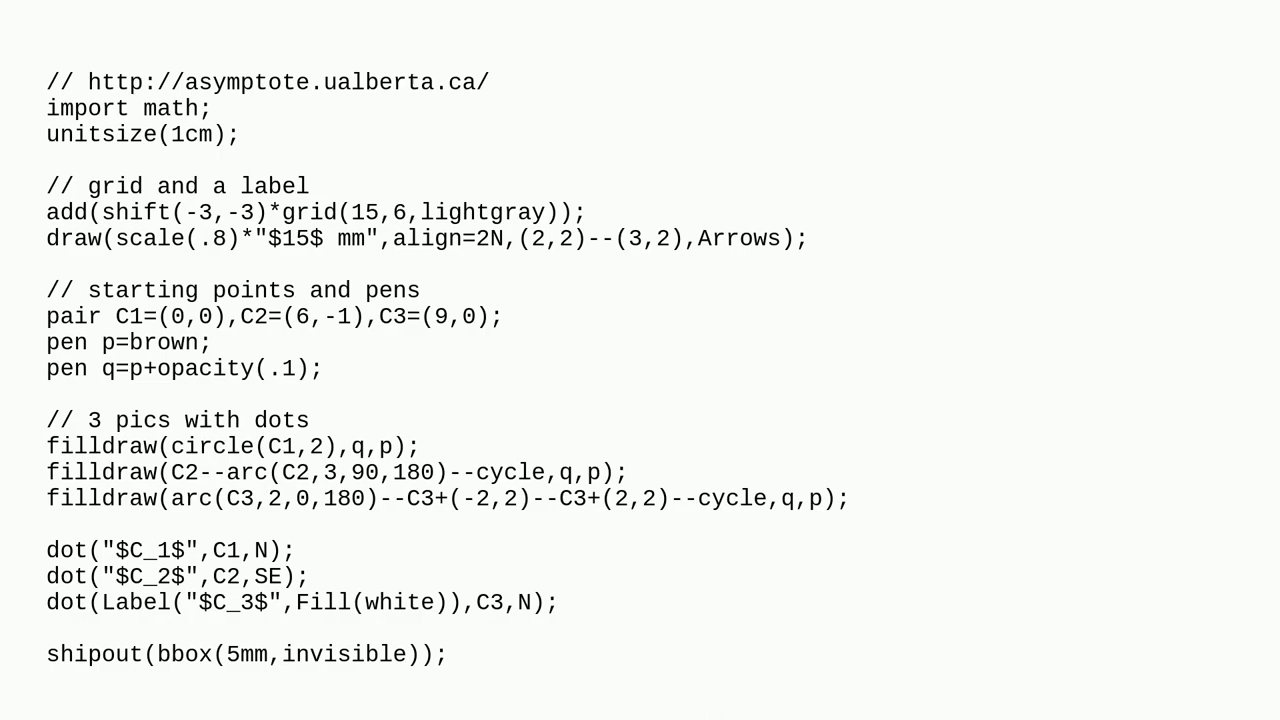 // http://asymptote.ualberta.ca/
import math;
unitsize(1cm);
// grid and a label
add(shift(-3,-3)*grid(15,6,lightgray));
draw(scale(.8)*"$15$ mm",align=2N,(2,2)--(3,2),Arrows);
// starting points and pens
pair C1=(0,0),C2=(6,-1),C3=(9,0);
pen p=brown;
pen q=p+opacity(.1);
// 3 pics with dots
filldraw(circle(C1,2),q,p);
filldraw(C2--arc(C2,3,90,180)--cycle,q,p);
filldraw(arc(C3,2,0,180)--C3+(-2,2)--C3+(2,2)--cycle,q,p);
dot("$C_1$",C1,N);
dot("$C_2$",C2,SE);
dot(Label("$C_3$",Fill(white)),C3,N);
shipout(bbox(5mm,invisible));